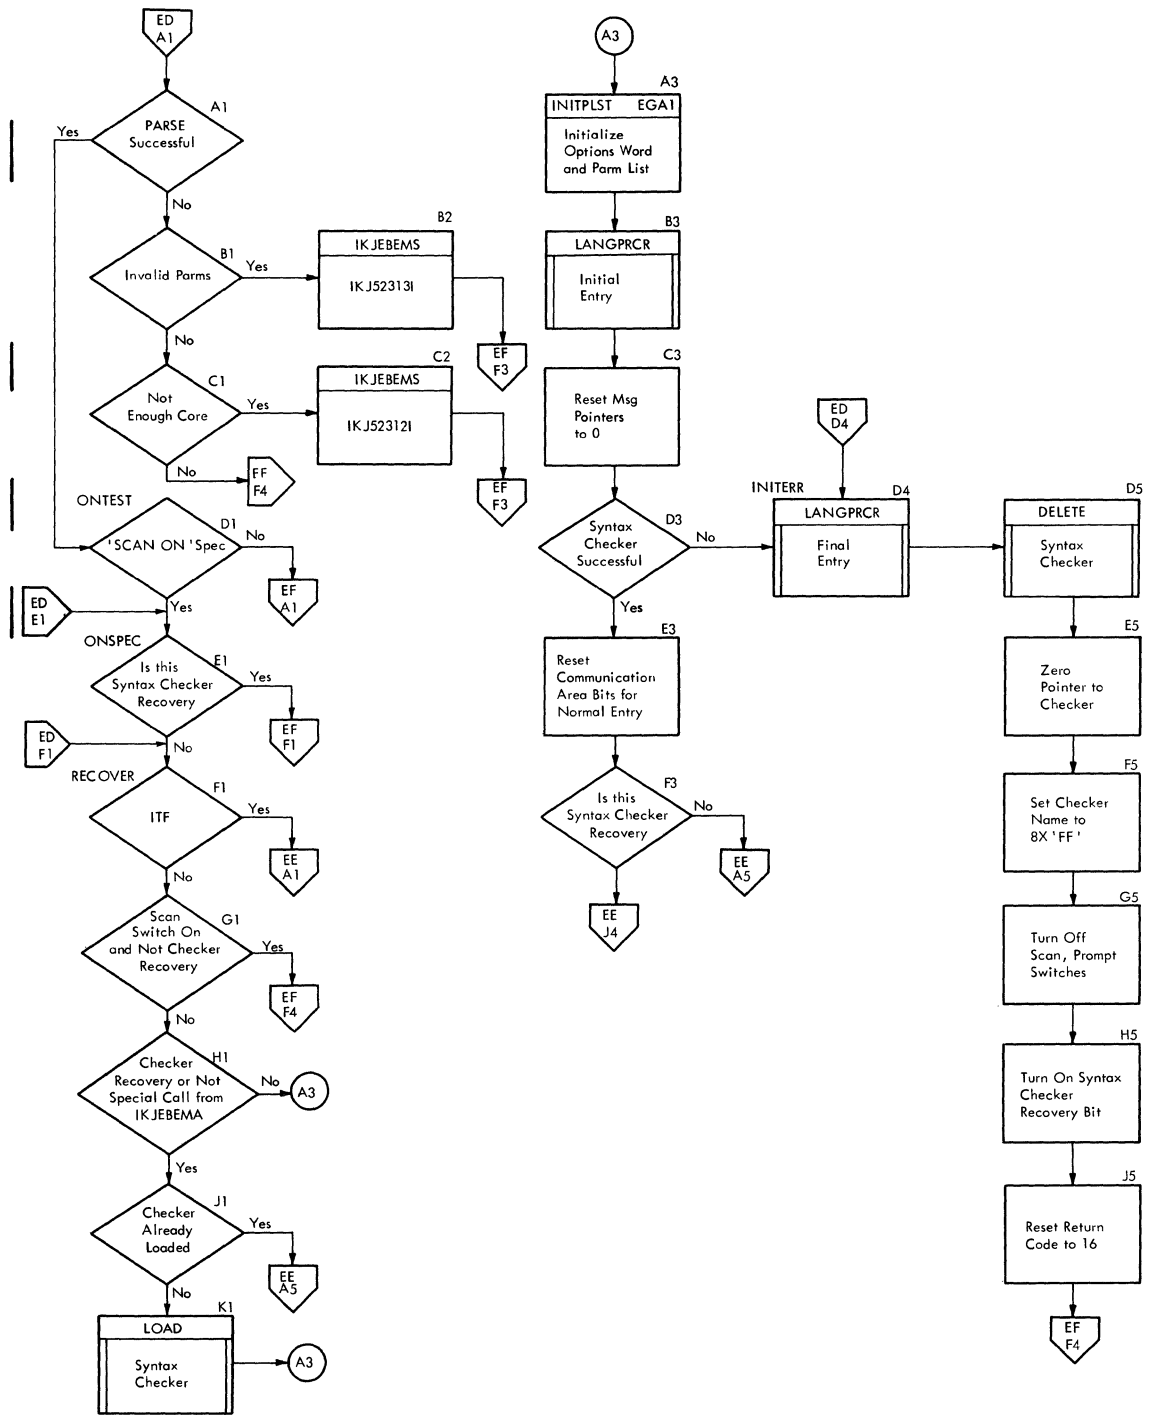 ED
A1
A1
Yes
PARSE
Successful
No
B1
Invalid Parms
Yes
B2
IKJEBEMS
IKJ52313I
EF
F3
No
C1
Not
Enough Core
Yes
C2
IKJEBEMS
IKJ52312I
EF
F3
No
FF
F4
ONTEST
D1
'SCAN ON 'Spec
No
EF
A1
Yes
ED
E1
ONSPEC
E1
Is this
Syntax Checker
Recovery
Yes
EF
F1
ED
F1
No
RECOVER
F1
ITF
Yes
EE
A1
No
G1
Scan
Switch On
and Not Checker
Recovery
Yes
EF
F4
No
H1
Checker
Recovery or Not
Special Call from
IKJEBEMA
No
A3
Yes
J1
Checker
Already
Loaded
Yes
EE
A5
No
K1
LOAD
Syntax
Checker
A3
A3
A3
INITPLST EGA1
Initialize
Options Word
and Parm List
B3
LANGPRCR
Initial
Entry
C3
Reset Msg
Pointers
to 0
D3
Syntax
Checker
Successful
No
Yes
E3
Reset
Communication
Area Bits for
Normal Entry
F3
Is this
Syntax Checker
Recovery
No
EE
A5
EE
J4
ED
D4
INITERR
D4
LANGPRCR
Final
Entry
D5
DELETE
Syntax
Checker
E5
Zero
Pointer to
Checker
F5
Set Checker
Name to
8X 'FF'
G5
Turn Off
Scan, Prompt
Switches
H5
Turn On Syntax
Checker
Recovery Bit
J5
Reset Return
Code to 16
EF
F4